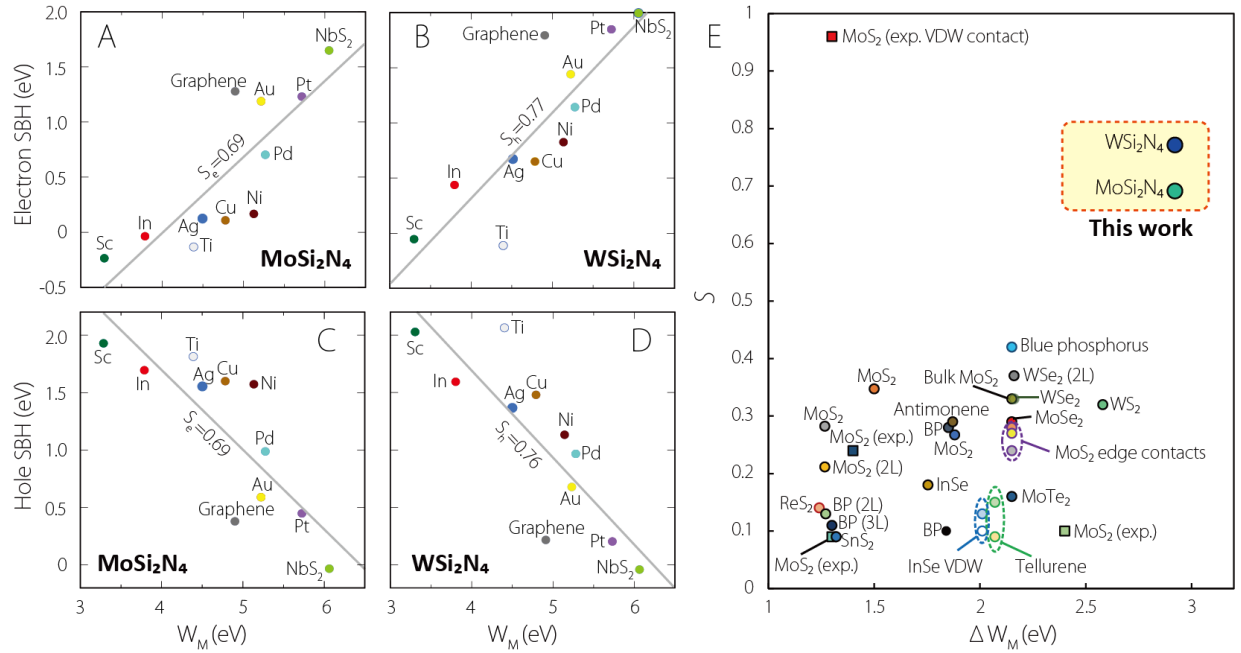 A
Electron SBH (eV)
2.0
1.5
1.0
0.5
0
-0.5
NbS₂
Graphene
Au
Pt
Sₑ=0.69
Pd
In
Ag
Cu
Ni
Sc
Ti
MoSi₂N₄
B
Graphene
Pt
NbS₂
Au
Sₕ=0.77
Pd
Ni
In
Ag
Cu
Sc
Ti
WSi₂N₄
C
Hole SBH (eV)
2.0
1.5
1.0
0.5
0
Sc
Ti
In
Ag
Cu
Ni
Sₑ=0.69
Pd
Au
Graphene
Pt
MoSi₂N₄
NbS₂
3 4 5 6
W_M (eV)
D
Sc
Ti
In
Cu
Ag
Ni
Sₕ=0.76
Pd
Au
Graphene
Pt
WSi₂N₄
NbS₂
3 4 5 6
W_M (eV)
E
S
1
0.9
0.8
0.7
0.6
0.5
0.4
0.3
0.2
0.1
0
MoS₂ (exp. VDW contact)
WSi₂N₄
MoSi₂N₄
This work
Blue phosphorus
MoS₂
Bulk MoS₂
WSe₂ (2L)
WSe₂
WS₂
MoS₂
Antimonene
MoSe₂
MoS₂ (exp.)
BP
MoS₂
MoS₂ edge contacts
MoS₂ (2L)
InSe
MoTe₂
ReS₂
BP (2L)
BP (3L)
SnS₂
BP
MoS₂ (exp.)
MoS₂ (exp.)
InSe VDW
Tellurene
1 1.5 2 2.5 3
Δ W_M (eV)